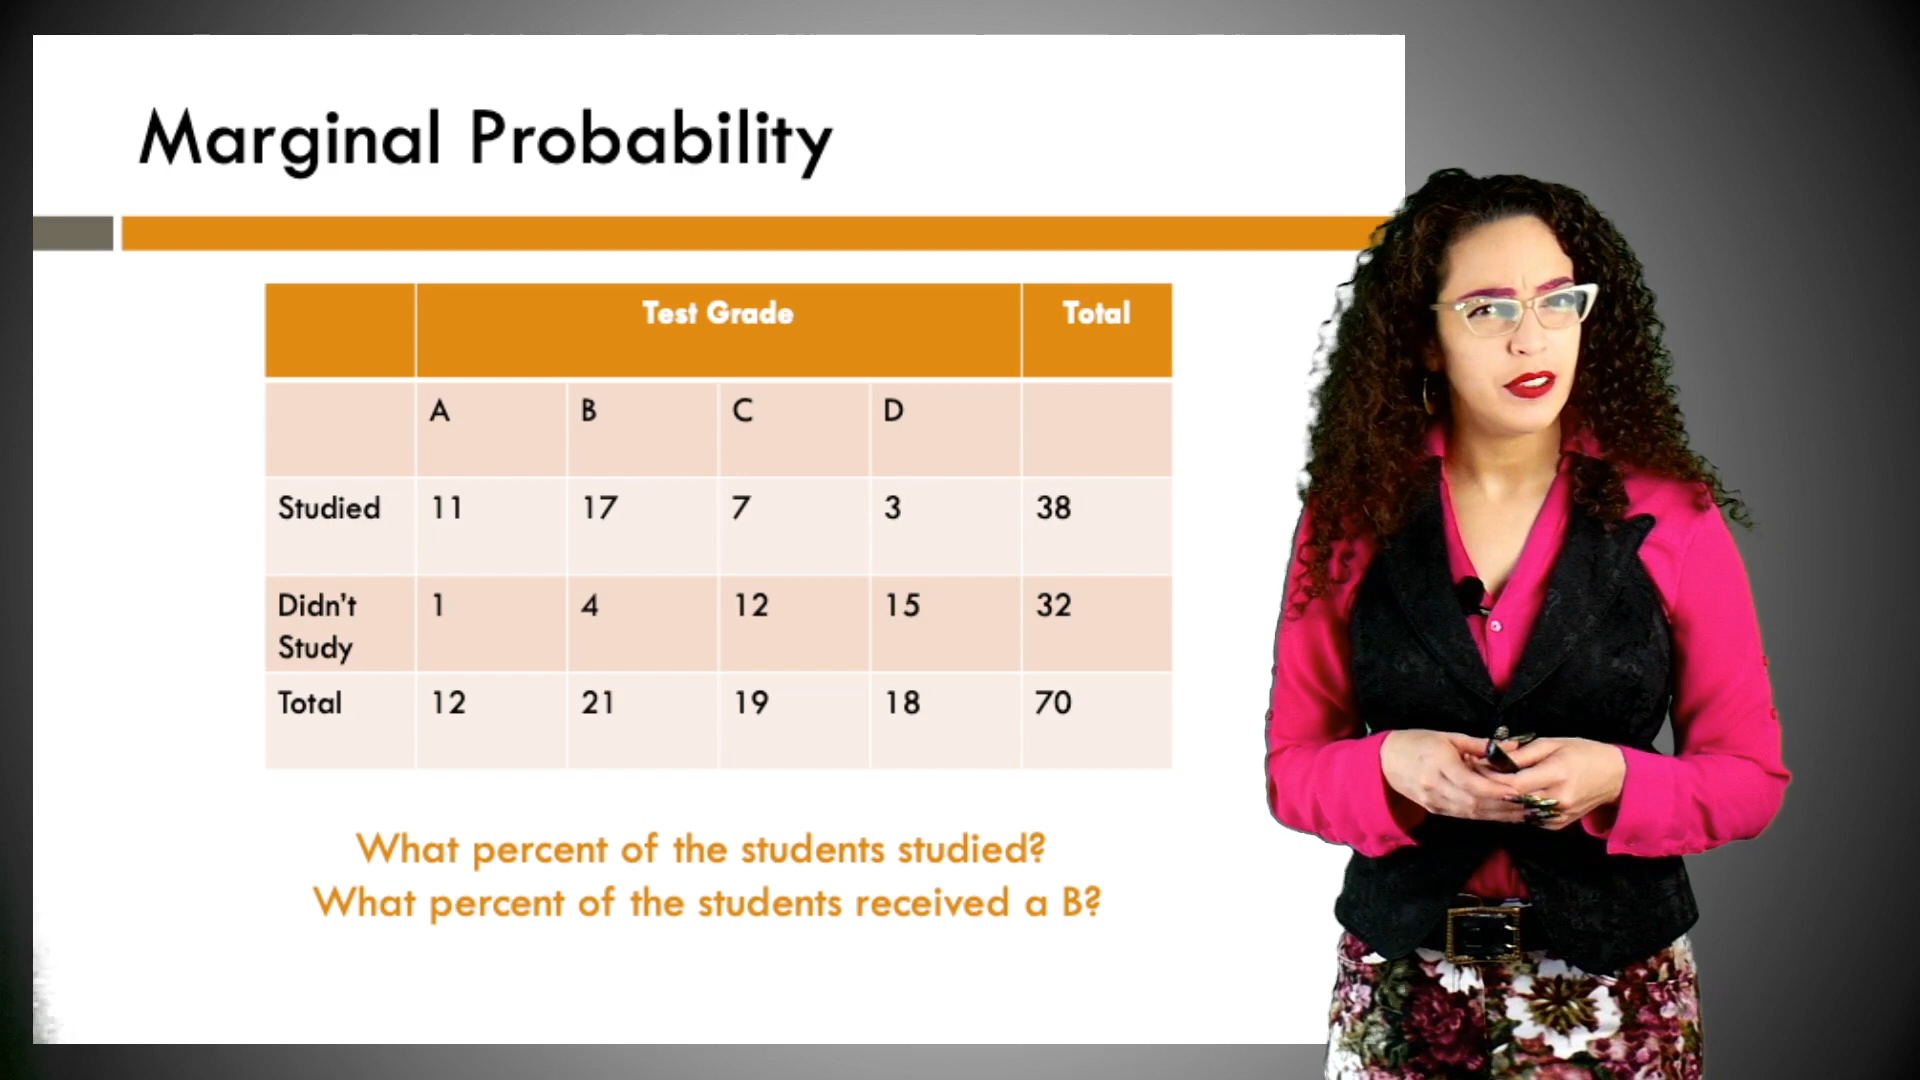 Marginal Probability
Test Grade Total
A B C D
Studied 11 17 7 3 38
Didn't 1 4 12 15 32
Study
Total 12 21 19 18 70
What percent of the students studied?
What percent of the students received a B?